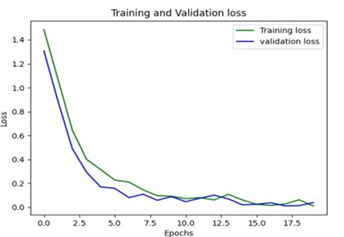 Training and Validation loss
Training loss
validation loss
1.4
1.2
1.0
0.8
0.6
0.4
0.2
0.0
Loss
0.0 2.5 5.0 7.5 10.0 12.5 15.0 17.5
Epochs